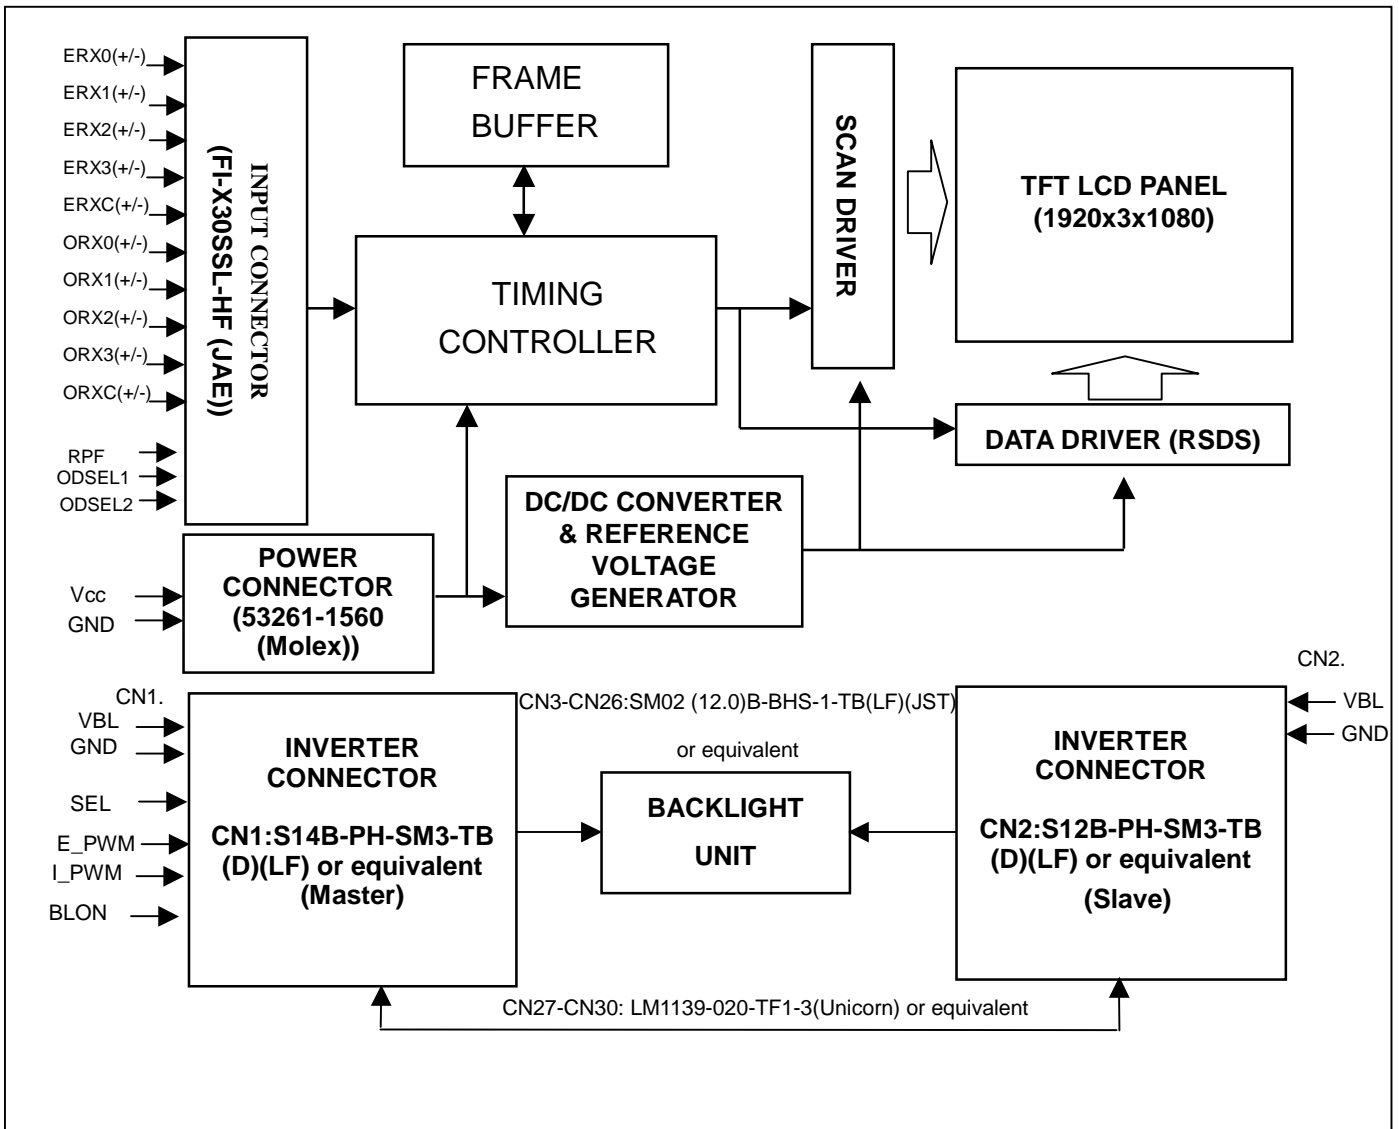 ERX0(+/-)
ERX1(+/-)
ERX2(+/-)
ERX3(+/-)
ERXC(+/-)
ORX0(+/-)
ORX1(+/-)
ORX2(+/-)
ORX3(+/-)
ORXC(+/-)
RPF
ODSEL1
ODSEL2
INPUT CONNECTOR
(FI-X30SSL-HF (JAE))
FRAME
BUFFER
TIMING
CONTROLLER
SCAN DRIVER
TFT LCD PANEL
(1920x3x1080)
DATA DRIVER (RSDS)
DC/DC CONVERTER
& REFERENCE
VOLTAGE
GENERATOR
Vcc
GND
POWER
CONNECTOR
(53261-1560
(Molex))
CN1.
VBL
GND
SEL
E_PWM
I_PWM
BLON
INVERTER
CONNECTOR
CN1:S14B-PH-SM3-TB
(D)(LF) or equivalent
(Master)
CN3-CN26:SM02 (12.0)B-BHS-1-TB(LF)(JST)
or equivalent
BACKLIGHT
UNIT
INVERTER
CONNECTOR
CN2:S12B-PH-SM3-TB
(D)(LF) or equivalent
(Slave)
CN2.
VBL
GND
CN27-CN30: LM1139-020-TF1-3(Unicorn) or equivalent